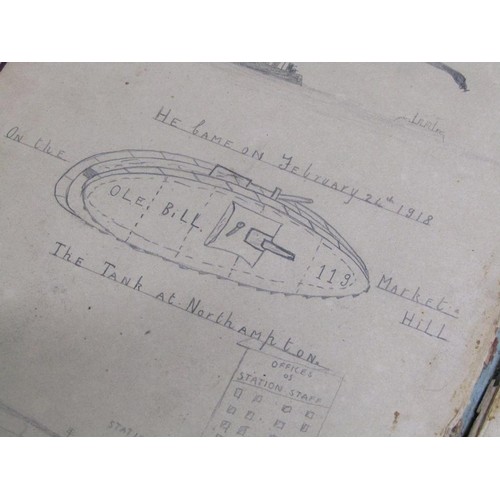 He Came on February 24th 1918
On the
OLE BILL
119
Market
Hill
The Tank at Northampton.
OFFICES
OF
STATION STAFF